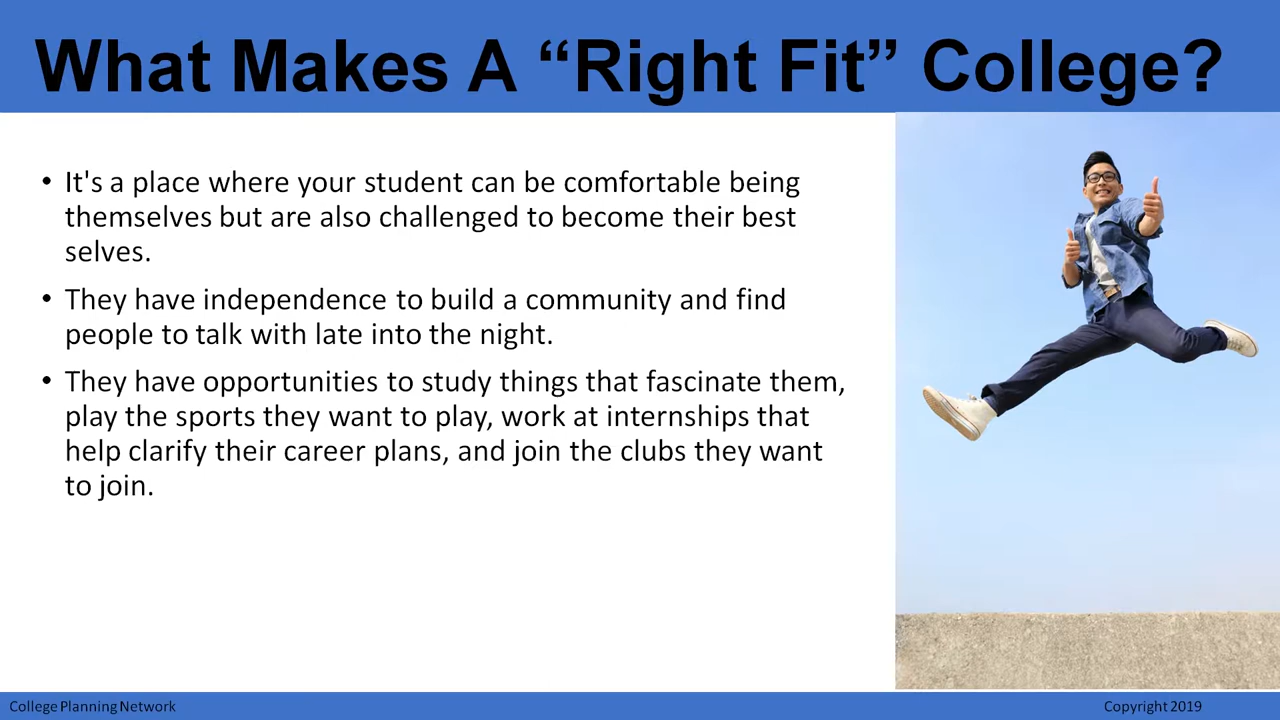 What Makes A “Right Fit” College?
• It's a place where your student can be comfortable being
themselves but are also challenged to become their best
selves.
• They have independence to build a community and find
people to talk with late into the night.
• They have opportunities to study things that fascinate them,
play the sports they want to play, work at internships that
help clarify their career plans, and join the clubs they want
to join.
College Planning Network
Copyright 2019